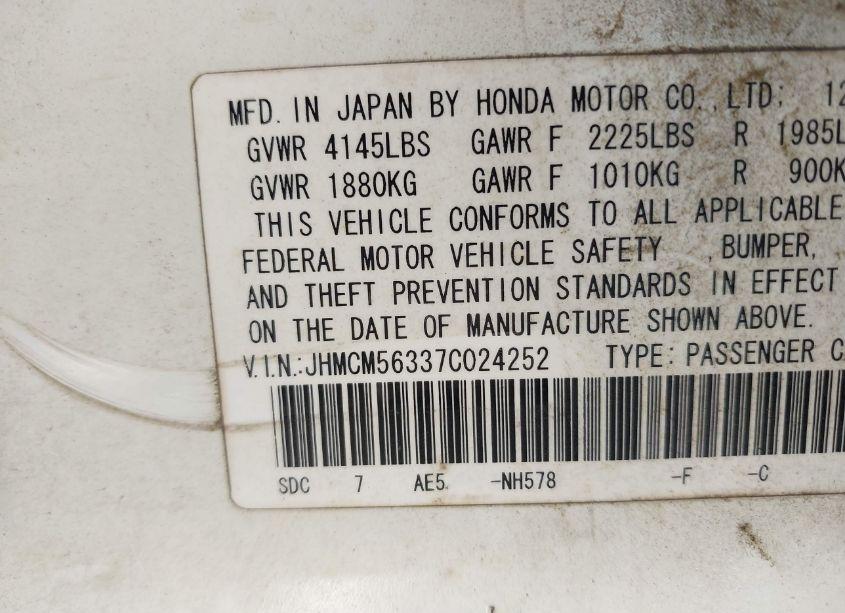 MFD. IN JAPAN BY HONDA MOTOR CO., LTD; 12
GVWR 4145LBS GAWR F 2225LBS R 1985L
GVWR 1880KG GAWR F 1010KG R 900K
THIS VEHICLE CONFORMS TO ALL APPLICABLE
FEDERAL MOTOR VEHICLE SAFETY , BUMPER,
AND THEFT PREVENTION STANDARDS IN EFFECT
ON THE DATE OF MANUFACTURE SHOWN ABOVE.
V.I.N.:JHMCM56337C024252 TYPE: PASSENGER C
SDC 7 AE5 -NH578 -F -C